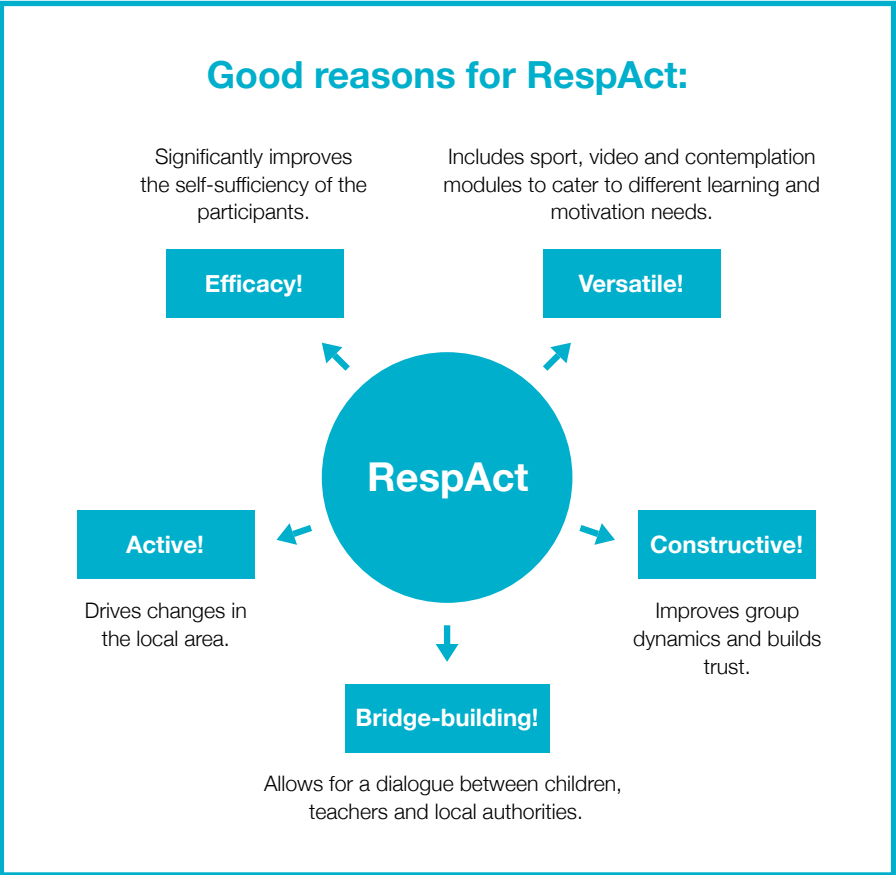 Good reasons for RespAct:
Significantly improves
the self-sufficiency of the
participants.
Includes sport, video and contemplation
modules to cater to different learning and
motivation needs.
Efficacy!
Versatile!
RespAct
Active!
Drives changes in
the local area.
Constructive!
Improves group
dynamics and builds
trust.
Bridge-building!
Allows for a dialogue between children,
teachers and local authorities.